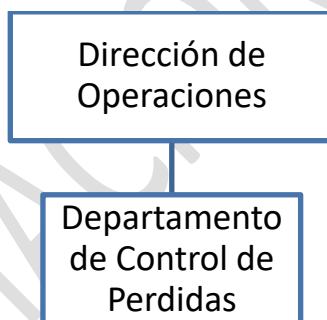 Dirección de
Operaciones
Departamento
de Control de
Perdidas